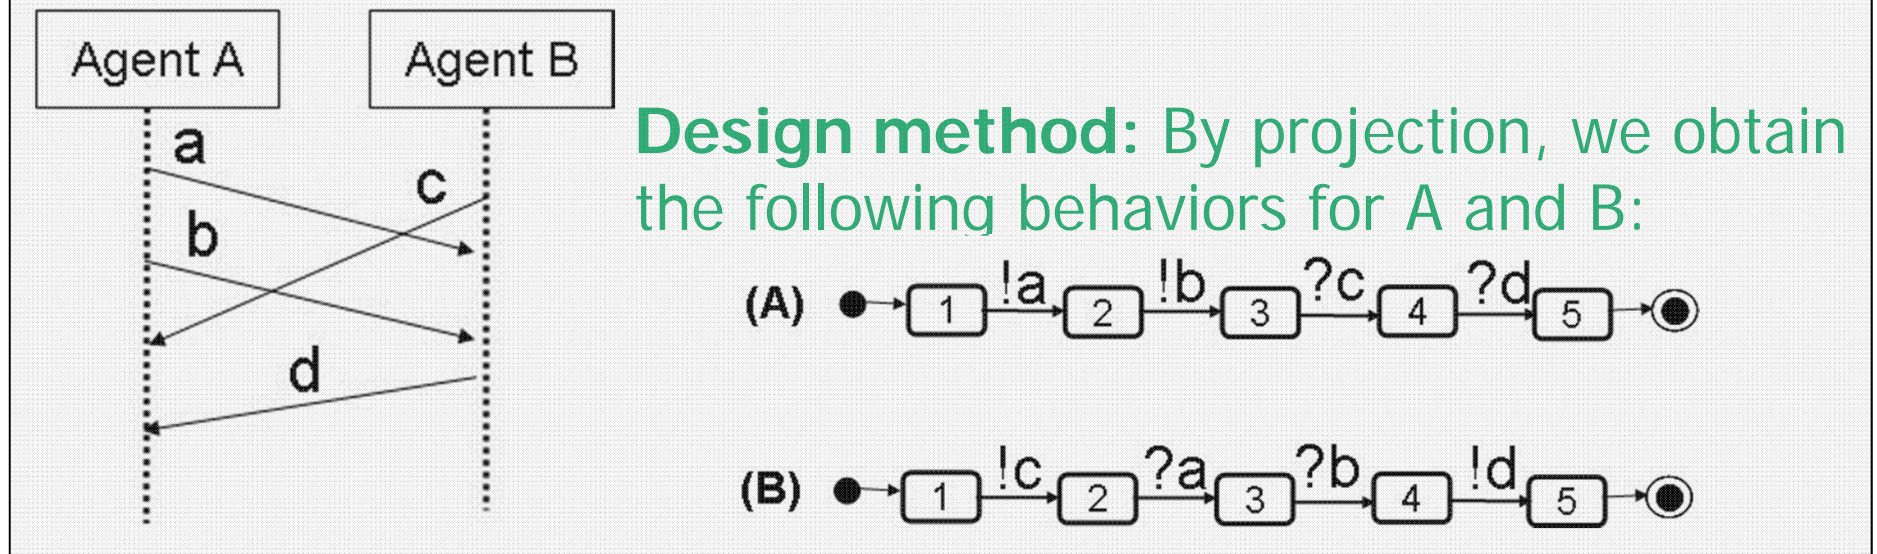 Agent A Agent B
a
c
b
d
Design method: By projection, we obtain
the following behaviors for A and B:
(A) 1 !a 2 !b 3 ?c 4 ?d 5
(B) 1 !c 2 ?a 3 ?b 4 !d 5